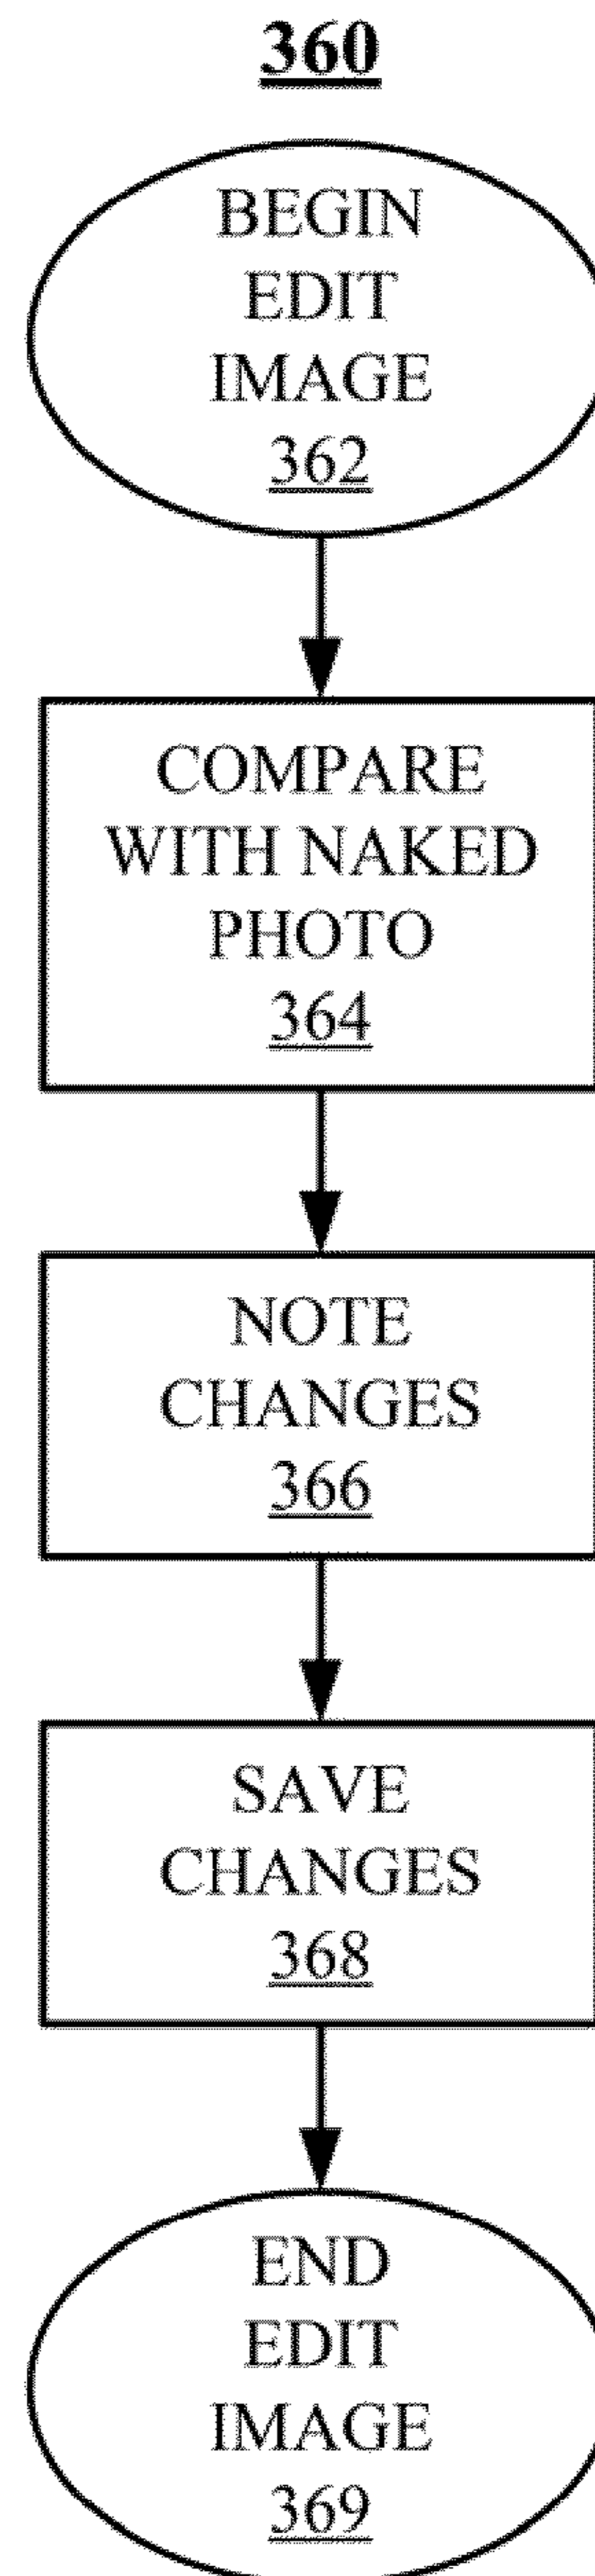 360
BEGIN
EDIT
IMAGE
362
COMPARE
WITH NAKED
PHOTO
364
NOTE
CHANGES
366
SAVE
CHANGES
368
END
EDIT
IMAGE
369